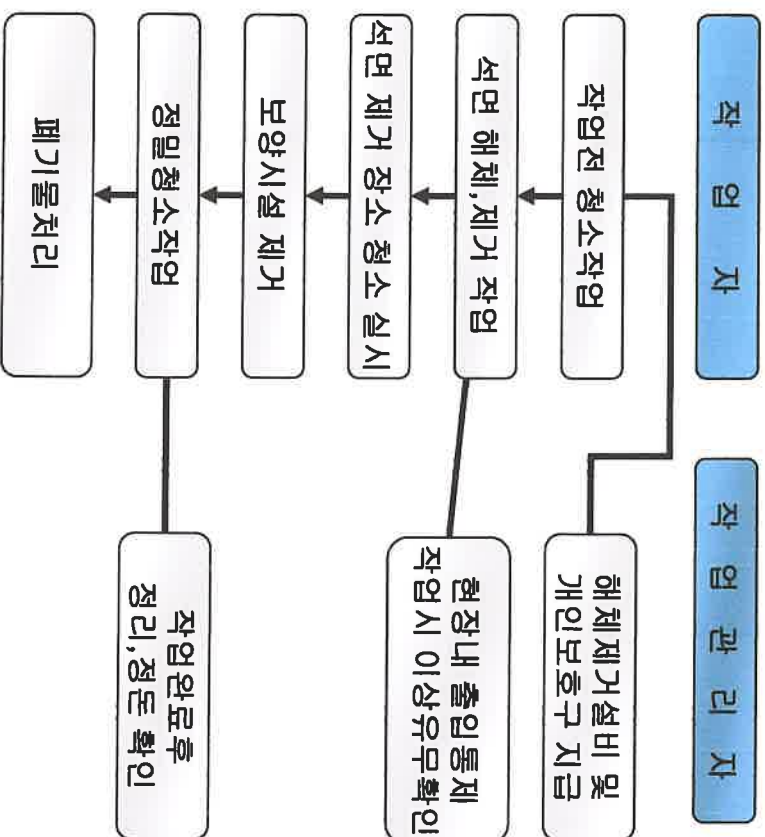 작 업 자
작 업 관 리 자
작업전 청소작업
해체제거설비 및
개인보호구 지급
석면 해체,제거 작업
현장내 출입통제
작업시 이상유무확인
석면 제거 장소 청소 실시
보양시설 제거
정밀청소작업
작업완료후
정리,정돈 확인
폐기물처리